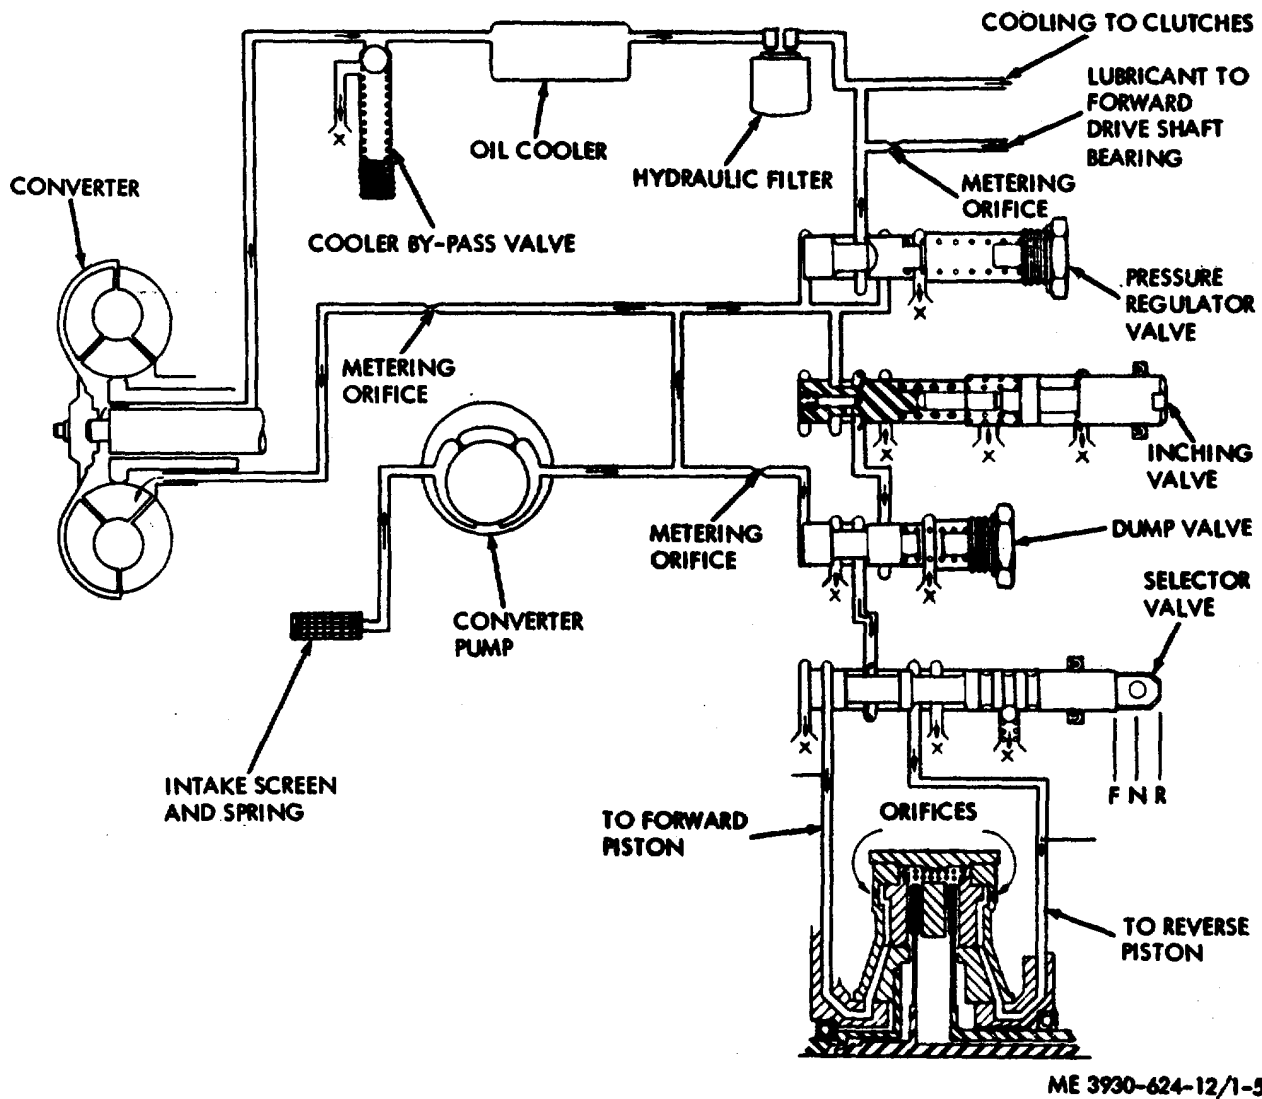 COOLING TO CLUTCHES
LUBRICANT TO
FORWARD
DRIVE SHAFT
BEARING
OIL COOLER
HYDRAULIC FILTER
METERING
ORIFICE
CONVERTER
COOLER BY-PASS VALVE
X
PRESSURE
REGULATOR
VALVE
X
METERING
ORIFICE
INCHING
VALVE
X
X
X
METERING
ORIFICE
DUMP VALVE
X
X
SELECTOR
VALVE
CONVERTER
PUMP
X
X
X
INTAKE SCREEN
AND SPRING
F N R
TO FORWARD
PISTON
ORIFICES
TO REVERSE
PISTON
ME 3930-624-12/1-5